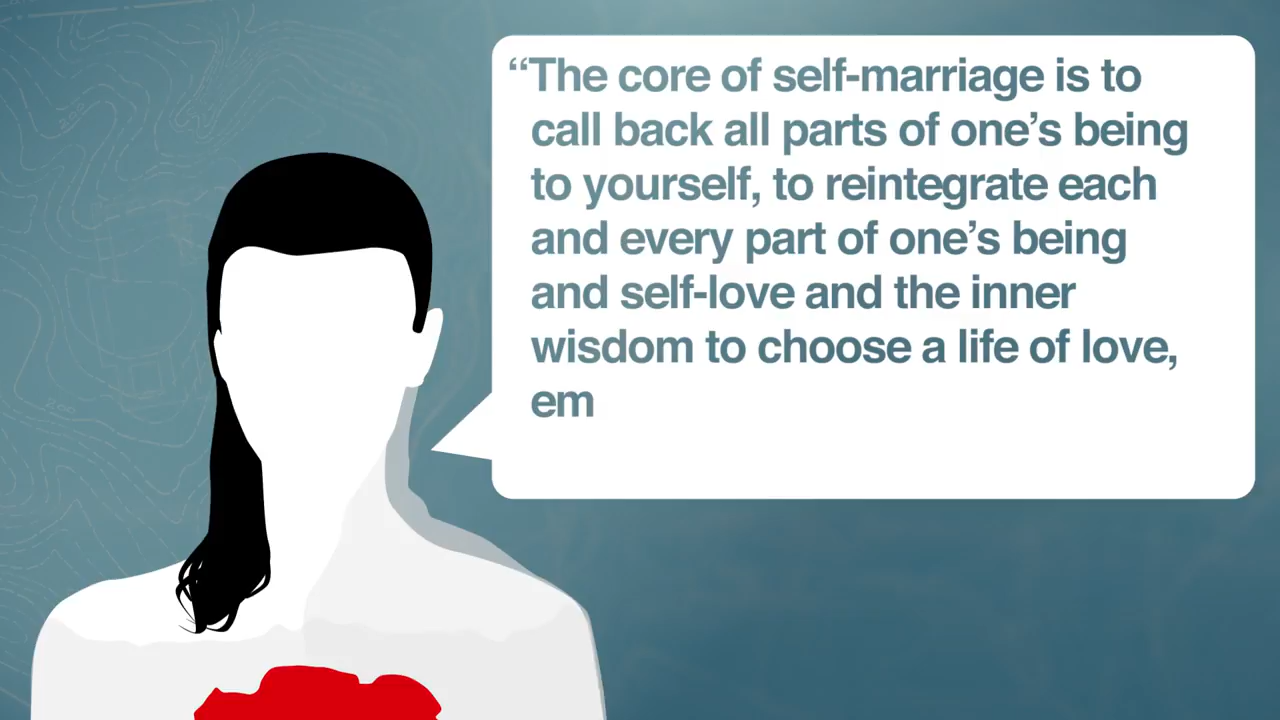 “The core of self-marriage is to
call back all parts of one’s being
to yourself, to reintegrate each
and every part of one’s being
and self-love and the inner
wisdom to choose a life of love,
em